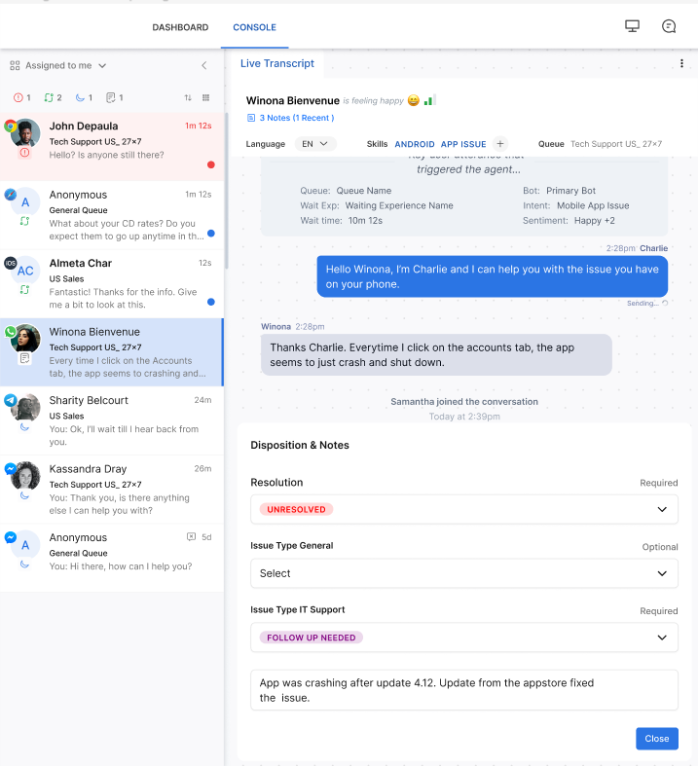 DASHBOARD
CONSOLE
Assigned to me
1 2 1 1
John Depaula 1m 12s
Tech Support US_ 27x7
Hello? Is anyone still there?
A
Anonymous 1m 12s
General Queue
What about your CD rates? Do you
expect them to go up anytime in th...
iOS
AC
Almeta Char 12s
US Sales
Fantastic! Thanks for the info. Give
me a bit to look at this.
Winona Bienvenue
Tech Support US_ 27x7
Every time I click on the Accounts
tab, the app seems to crashing and...
Sharity Belcourt 24m
US Sales
You: Ok, I'll wait till I hear back from
you.
Kassandra Dray 26m
Tech Support US_ 27x7
You: Thank you, is there anything
else I can help you with?
A
Anonymous 5d
General Queue
You: Hi there, how can I help you?
Live Transcript
Winona Bienvenue is feeling happy
3 Notes (1 Recent )
Language EN Skills ANDROID APP ISSUE + Queue Tech Support US_ 27x7
triggered the agent...
Queue: Queue Name Bot: Primary Bot
Wait Exp: Waiting Experience Name Intent: Mobile App Issue
Wait time: 10m 12s Sentiment: Happy +2
2:28pm Charlie
Hello Winona, I'm Charlie and I can help you with the issue you have
on your phone.
Sending...
Winona 2:28pm
Thanks Charlie. Everytime I click on the accounts tab, the app
seems to just crash and shut down.
Samantha joined the conversation
Today at 2:39pm
Disposition & Notes
Resolution Required
UNRESOLVED
Issue Type General Optional
Select
Issue Type IT Support Required
FOLLOW UP NEEDED
App was crashing after update 4.12. Update from the appstore fixed
the issue.
Close